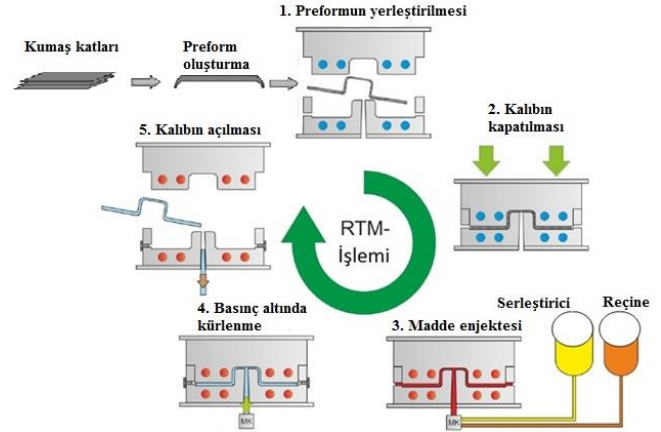 Kumaş katları
Preform
oluşturma
1. Preformun yerleştirilmesi
2. Kalıbın
kapatılması
5. Kalıbın açılması
RTM-
İşlemi
4. Basınç altında
kürlenme
3. Madde enjektesi
Serleştirici
Reçine
MK
MK